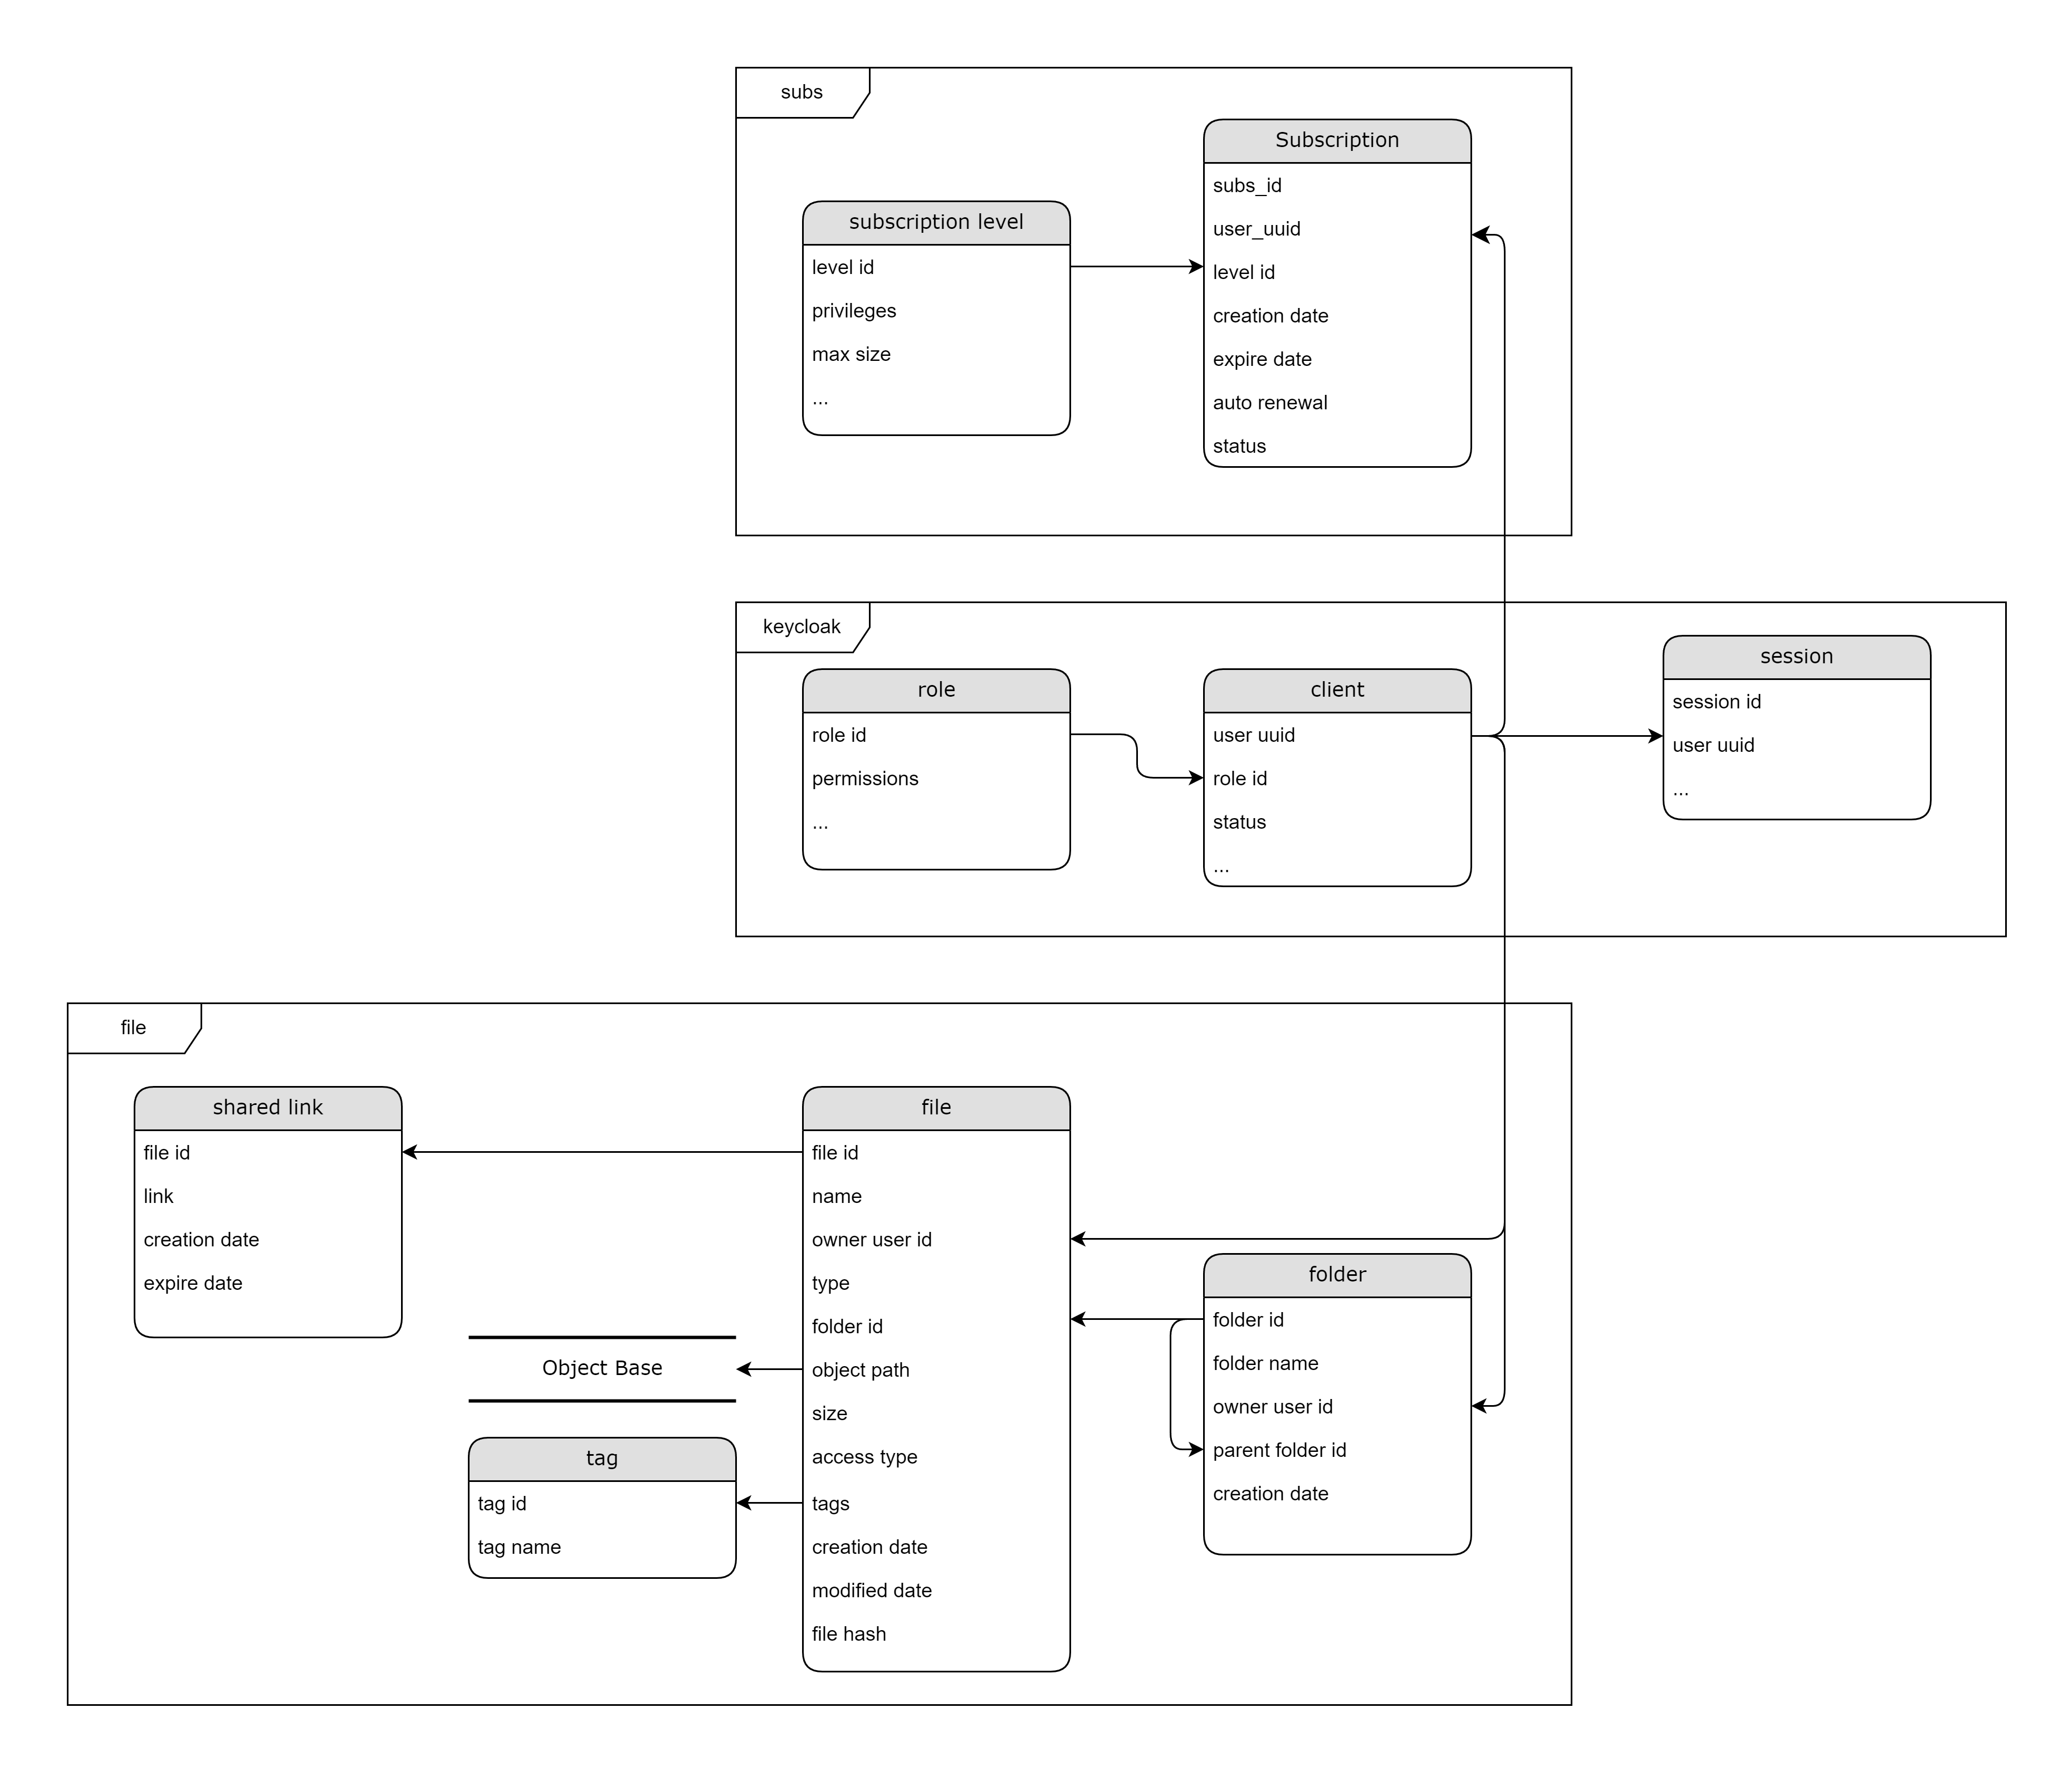 subs
subscription level
level id
privileges
max size
...
Subscription
subs_id
user_uuid
level id
creation date
expire date
auto renewal
status
keycloak
role
role id
permissions
...
client
user uuid
role id
status
...
session
session id
user uuid
...
file
shared link
file id
link
creation date
expire date
Object Base
tag
tag id
tag name
file
file id
name
owner user id
type
folder id
object path
size
access type
tags
creation date
modified date
file hash
folder
folder id
folder name
owner user id
parent folder id
creation date